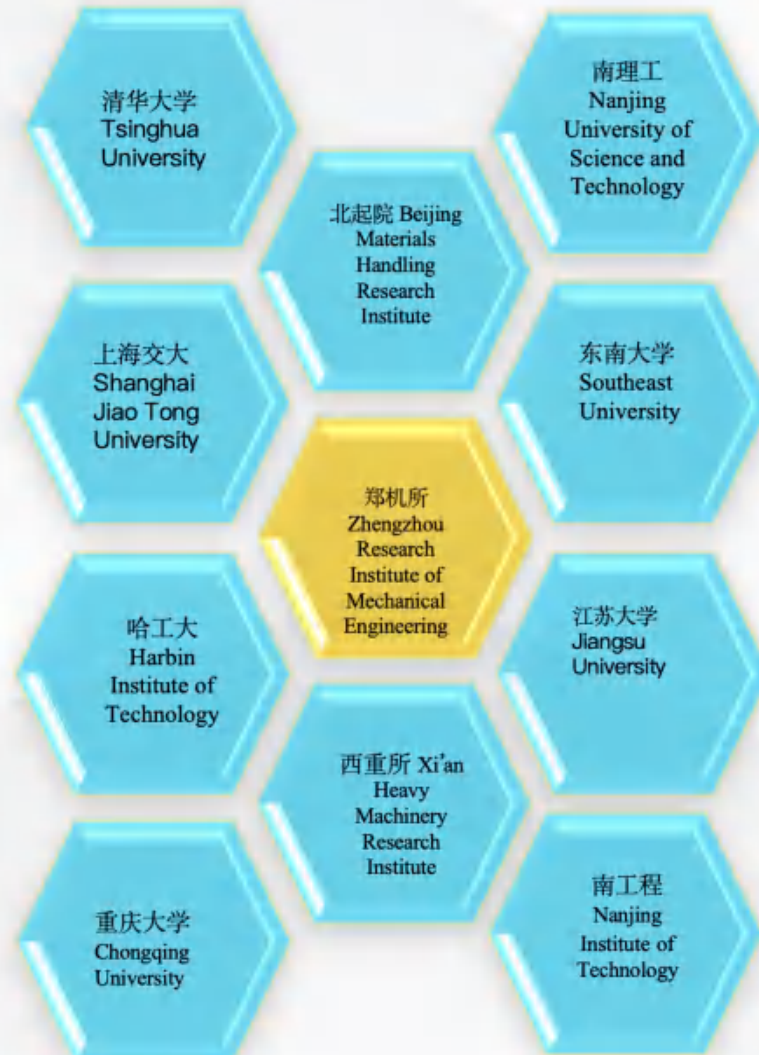 清华大学
Tsinghua
University
南理工
Nanjing
University of
Science and
Technology
北起院 Beijing
Materials
Handling
Research
Institute
上海交大
Shanghai
Jiao Tong
University
东南大学
Southeast
University
郑机所
Zhengzhou
Research
Institute of
Mechanical
Engineering
哈工大
Harbin
Institute of
Technology
江苏大学
Jiangsu
University
西重所 Xi'an
Heavy
Machinery
Research
Institute
重庆大学
Chongqing
University
南工程
Nanjing
Institute of
Technology